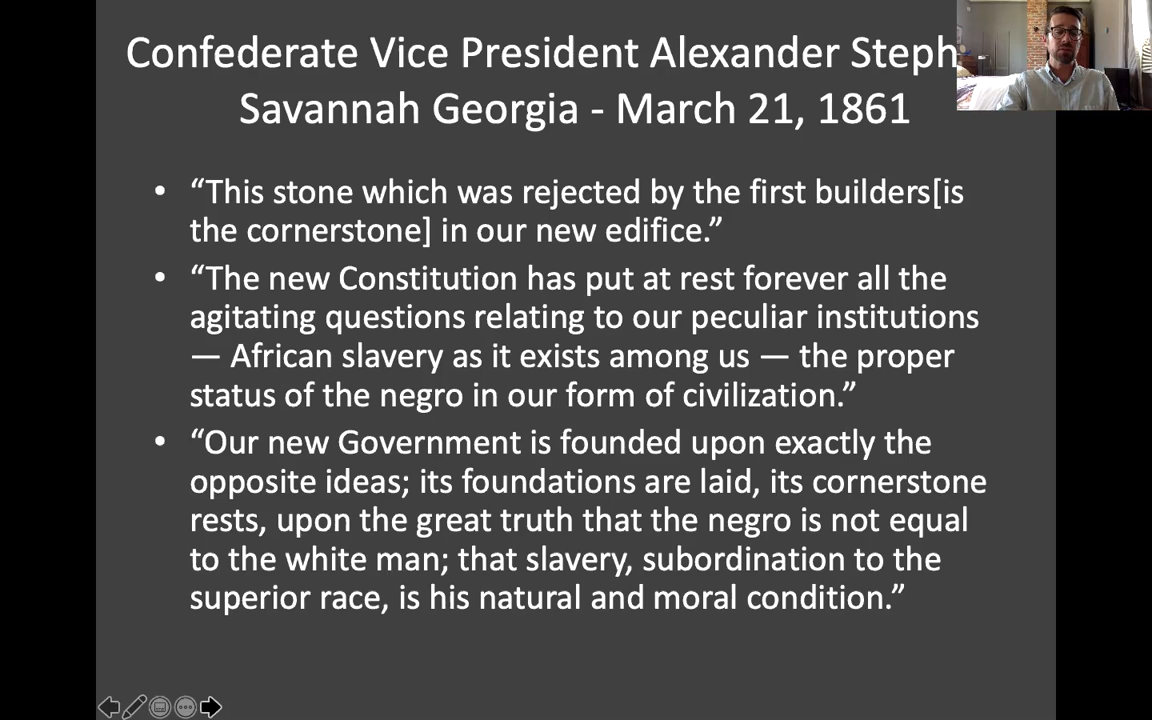 Confederate Vice President Alexander Steph
Savannah Georgia - March 21, 1861
• “This stone which was rejected by the first builders[is
the cornerstone] in our new edifice.”
• “The new Constitution has put at rest forever all the
agitating questions relating to our peculiar institutions
— African slavery as it exists among us — the proper
status of the negro in our form of civilization.”
• “Our new Government is founded upon exactly the
opposite ideas; its foundations are laid, its cornerstone
rests, upon the great truth that the negro is not equal
to the white man; that slavery, subordination to the
superior race, is his natural and moral condition.”